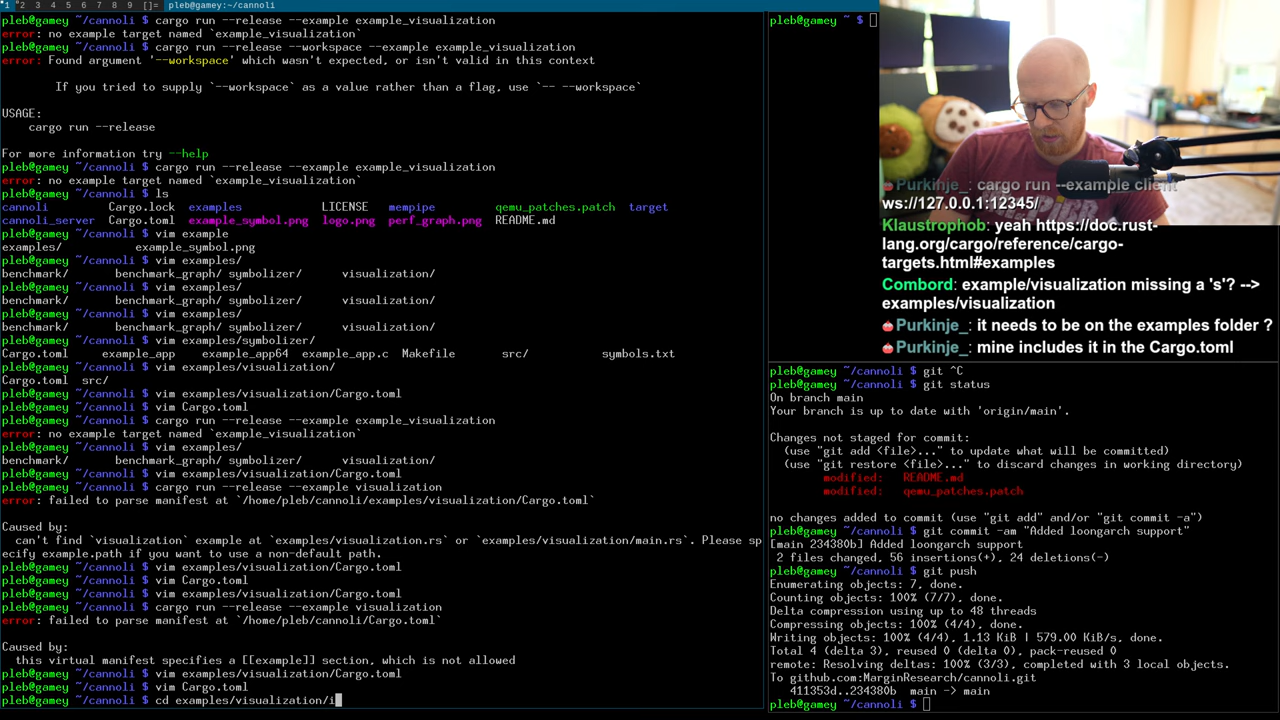 1 2 3 4 5 6 7 8 9 []= pleb@gamey:~/cannoli
pleb@gamey ~/cannoli $ cargo run --release --example example_visualization
error: no example target named `example_visualization`
pleb@gamey ~/cannoli $ cargo run --release --workspace --example example_visualization
error: Found argument '--workspace' which wasn't expected, or isn't valid in this context
If you tried to supply `--workspace` as a value rather than a flag, use `-- --workspace`
USAGE:
cargo run --release
For more information try --help
pleb@gamey ~/cannoli $ cargo run --release --example example_visualization
error: no example target named `example_visualization`
pleb@gamey ~/cannoli $ ls
cannoli Cargo.lock examples LICENSE mempipe qemu_patches.patch target
cannoli_server Cargo.toml example_symbol.png logo.png perf_graph.png README.md
pleb@gamey ~/cannoli $ vim example
examples/ example_symbol.png
pleb@gamey ~/cannoli $ vim examples/
benchmark/ benchmark_graph/ symbolizer/ visualization/
pleb@gamey ~/cannoli $ vim examples/
benchmark/ benchmark_graph/ symbolizer/ visualization/
pleb@gamey ~/cannoli $ vim examples/
benchmark/ benchmark_graph/ symbolizer/ visualization/
pleb@gamey ~/cannoli $ vim examples/symbolizer/
Cargo.toml example_app example_app64 example_app.c Makefile src/ symbols.txt
pleb@gamey ~/cannoli $ vim examples/visualization/
Cargo.toml src/
pleb@gamey ~/cannoli $ vim examples/visualization/Cargo.toml
pleb@gamey ~/cannoli $ vim Cargo.toml
pleb@gamey ~/cannoli $ cargo run --release --example example_visualization
error: no example target named `example_visualization`
pleb@gamey ~/cannoli $ vim examples/
benchmark/ benchmark_graph/ symbolizer/ visualization/
pleb@gamey ~/cannoli $ vim examples/visualization/Cargo.toml
pleb@gamey ~/cannoli $ cargo run --release --example visualization
error: failed to parse manifest at `/home/pleb/cannoli/examples/visualization/Cargo.toml`
Caused by:
can't find `visualization` example at `examples/visualization.rs` or `examples/visualization/main.rs`. Please sp
ecify example.path if you want to use a non-default path.
pleb@gamey ~/cannoli $ vim examples/visualization/Cargo.toml
pleb@gamey ~/cannoli $ vim Cargo.toml
pleb@gamey ~/cannoli $ vim examples/visualization/Cargo.toml
pleb@gamey ~/cannoli $ cargo run --release --example visualization
error: failed to parse manifest at `/home/pleb/cannoli/Cargo.toml`
Caused by:
this virtual manifest specifies a [[example]] section, which is not allowed
pleb@gamey ~/cannoli $ vim examples/visualization/Cargo.toml
pleb@gamey ~/cannoli $ vim Cargo.toml
pleb@gamey ~/cannoli $ cd examples/visualization/i
pleb@gamey ~ $
Purkinje_: cargo run --example client
ws://127.0.0.1:12345/
Klaustrophob: yeah https://doc.rust-
lang.org/cargo/reference/cargo-
targets.html#examples
Combord: example/visualization missing a 's'? -->
examples/visualization
Purkinje_: it needs to be on the examples folder ?
Purkinje_: mine includes it in the Cargo.toml
pleb@gamey ~/cannoli $ git ^C
pleb@gamey ~/cannoli $ git status
On branch main
Your branch is up to date with 'origin/main'.
Changes not staged for commit:
(use "git add <file>..." to update what will be committed)
(use "git restore <file>..." to discard changes in working directory)
modified: README.md
modified: qemu_patches.patch
no changes added to commit (use "git add" and/or "git commit -a")
pleb@gamey ~/cannoli $ git commit -am "Added loongarch support"
[main 234380b] Added loongarch support
2 files changed, 56 insertions(+), 24 deletions(-)
pleb@gamey ~/cannoli $ git push
Enumerating objects: 7, done.
Counting objects: 100% (7/7), done.
Delta compression using up to 48 threads
Compressing objects: 100% (4/4), done.
Writing objects: 100% (4/4), 1.13 KiB | 579.00 KiB/s, done.
Total 4 (delta 3), reused 0 (delta 0), pack-reused 0
remote: Resolving deltas: 100% (3/3), completed with 3 local objects.
To github.com:MarginResearch/cannoli.git
411353d..234380b main -> main
pleb@gamey ~/cannoli $